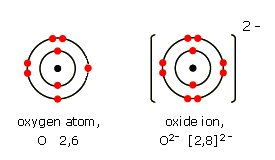 2 -
oxygen atom,
O 2,6
oxide ion,
O²⁻ [2,8]²⁻